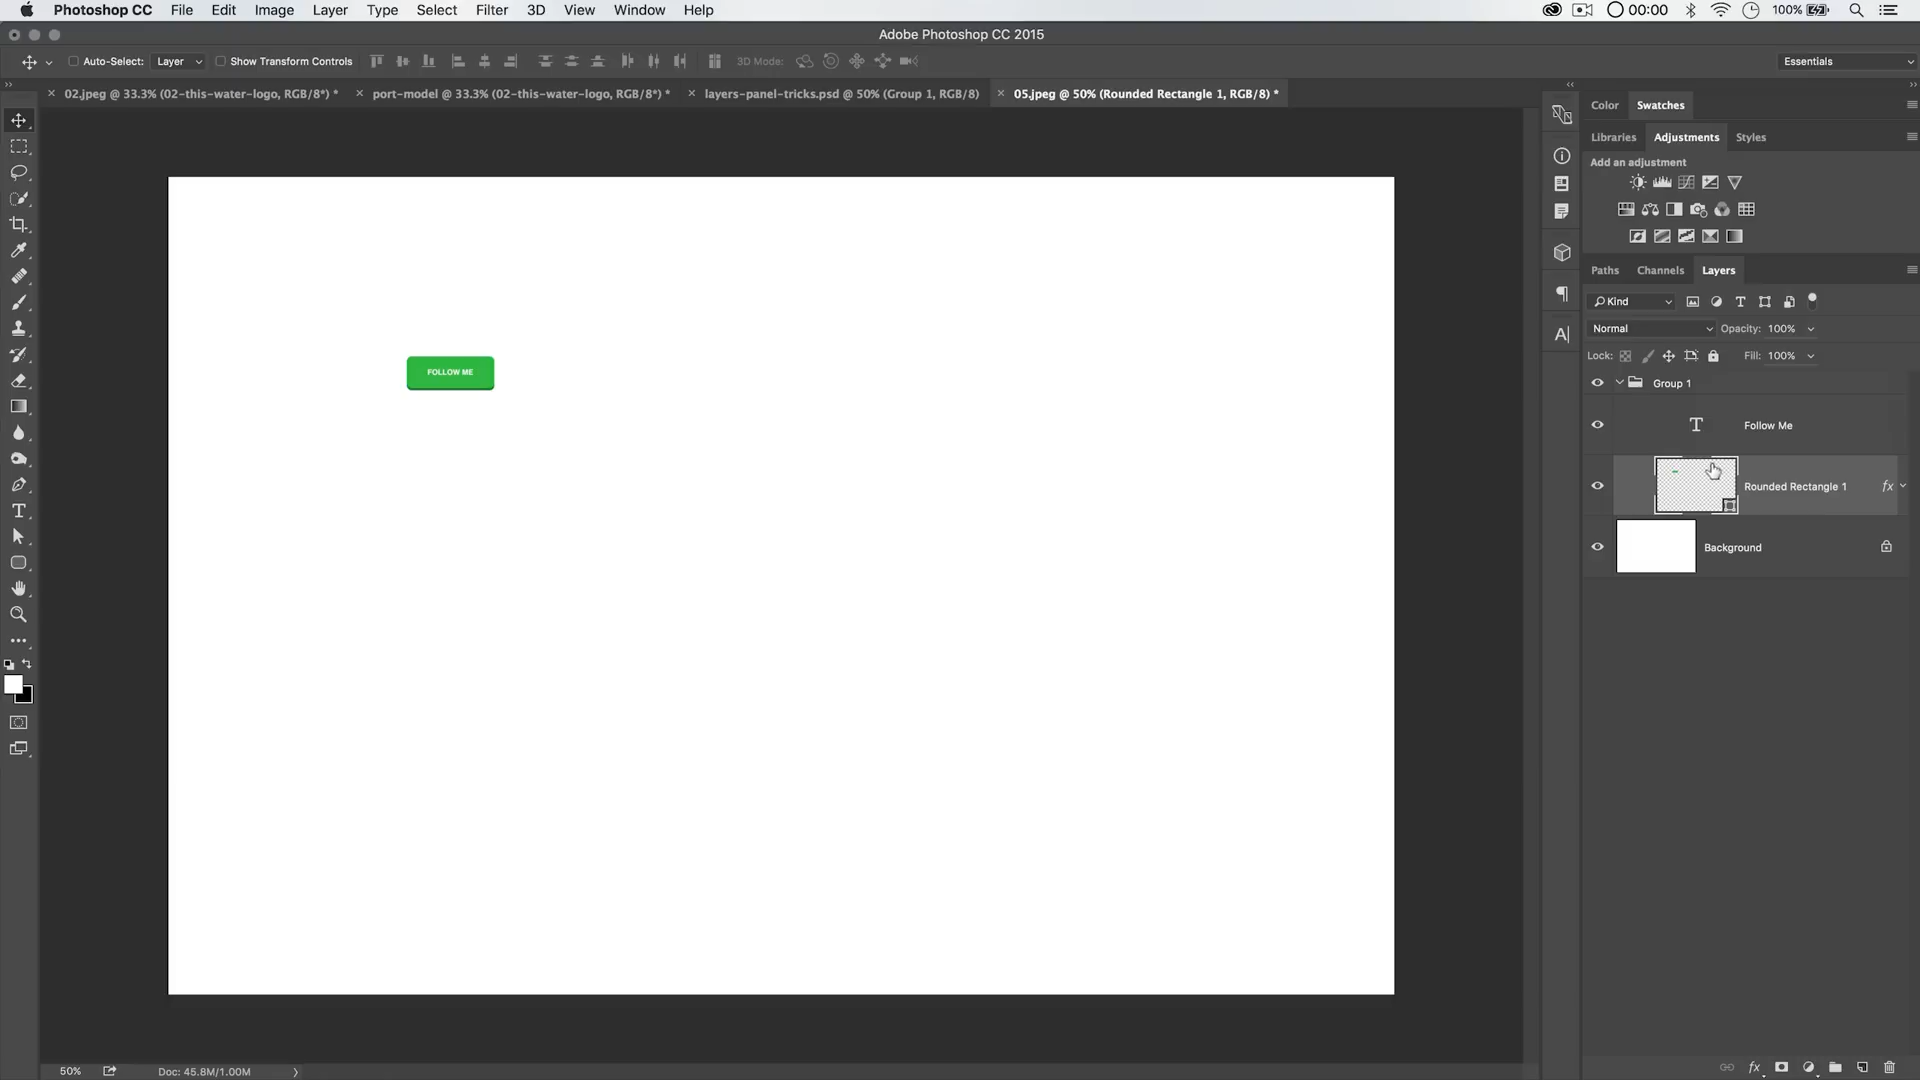 Photoshop CC File Edit Image Layer Type Select Filter 3D View Window Help 00:00 100%
Adobe Photoshop CC 2015
Auto-Select: Layer Show Transform Controls 3D Mode: Essentials
02.jpeg @ 33.3% (02-this-water-logo, RGB/8*) * port-model @ 33.3% (02-this-water-logo, RGB/8*) * layers-panel-tricks.psd @ 50% (Group 1, RGB/8) 05.jpeg @ 50% (Rounded Rectangle 1, RGB/8) *
Color Swatches
Libraries Adjustments Styles
Add an adjustment
Paths Channels Layers
Kind
Normal Opacity: 100%
Lock: Fill: 100%
Group 1
FOLLOW ME
Follow Me
Rounded Rectangle 1 fx
Background
50% Doc: 45.8M/1.00M